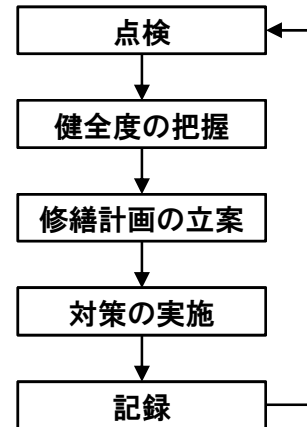 点検
健全度の把握
修繕計画の立案
対策の実施
記録